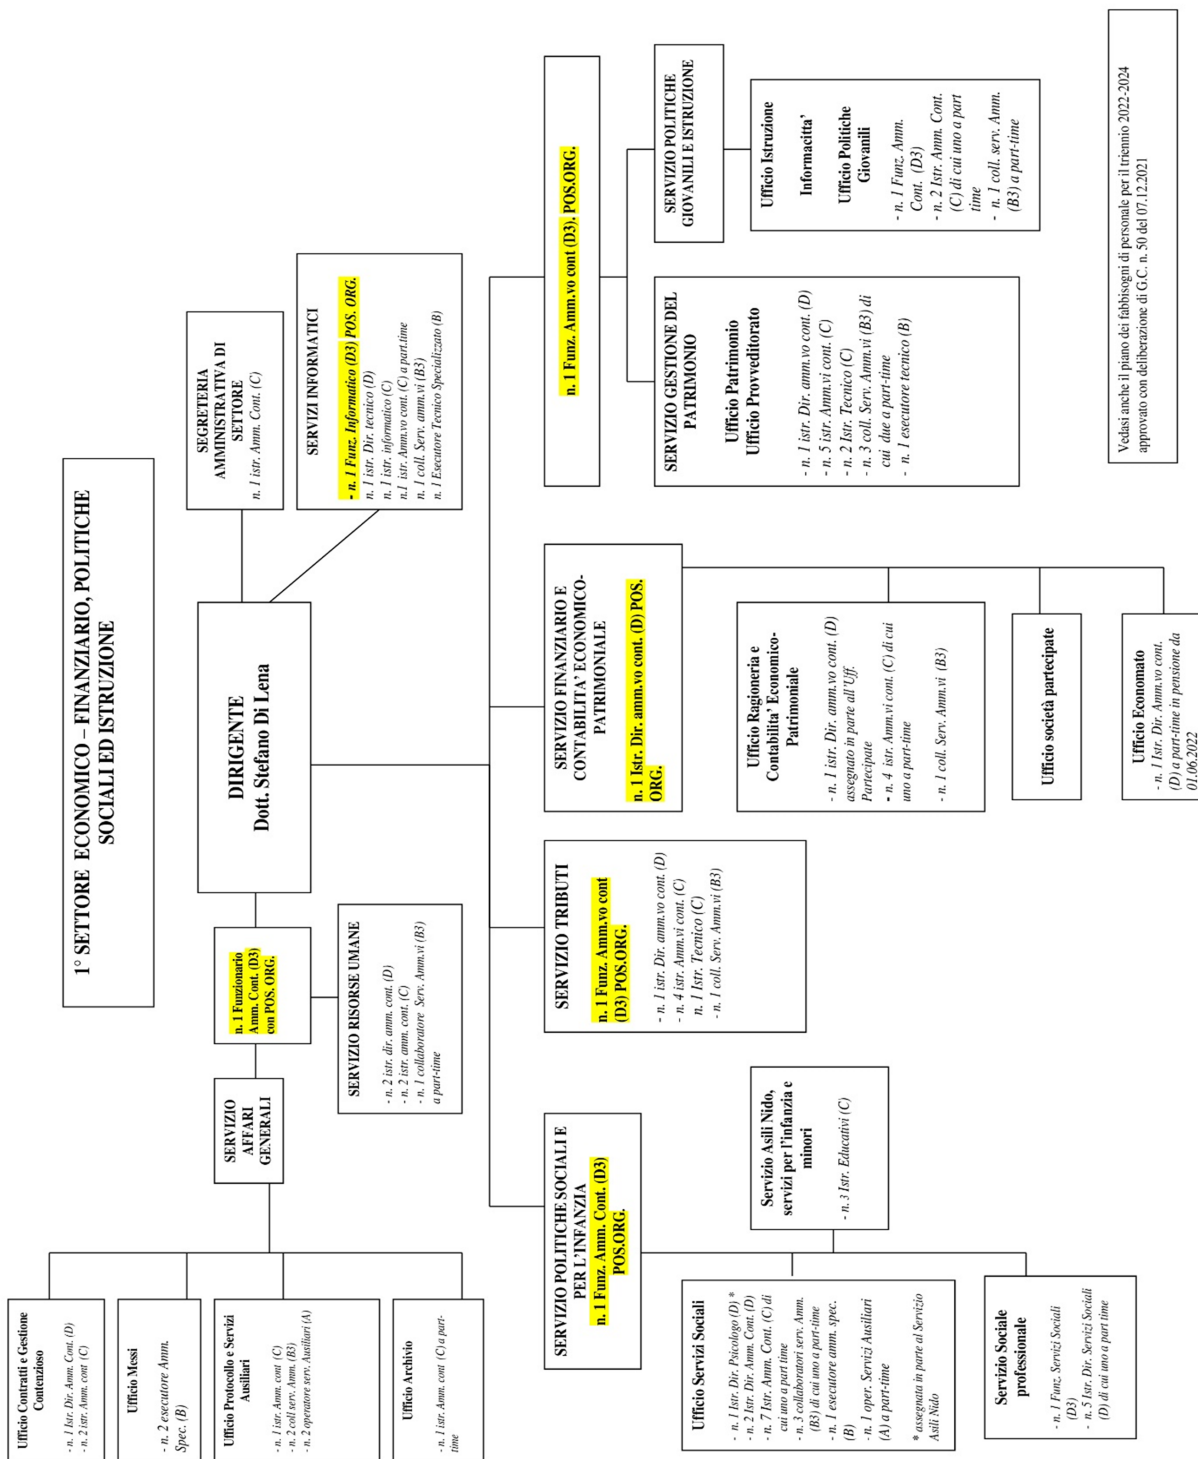 1° SETTORE ECONOMICO – FINANZIARIO, POLITICHE
SOCIALI ED ISTRUZIONE
DIRIGENTE
Dott. Stefano Di Lena
SEGRETERIA
AMMINISTRATIVA DI
SETTORE
n. 1 istr. Amm. Cont. (C)
SERVIZI INFORMATICI
- n. 1 Funz. Informatico (D3) POS. ORG.
n. 1 istr. Dir. tecnico (D)
n. 1 istr. informatico (C)
n.1 istr. Amm.vo cont. (C) a part.time
n. 1 coll. Serv. amm.vi (B3)
n. 1 Esecutore Tecnico Specializzato (B)
n. 1 Funzionario
Amm. Cont. (D3)
con POS. ORG.
SERVIZIO RISORSE UMANE
- n. 2 istr. dir. amm. cont. (D)
- n. 2 istr. amm. cont. (C)
- n. 1 collaboratore Serv. Amm.vi (B3)
a part-time
SERVIZIO
AFFARI
GENERALI
Ufficio Contratti e Gestione
Contenzioso
- n. 1 Istr. Dir. Amm. Cont. (D)
- n. 2 istr. Amm. cont (C)
Ufficio Messi
- n. 2 esecutore Amm.
Spec. (B)
Ufficio Protocollo e Servizi
Ausiliari
- n. 1 istr. Amm. cont (C)
- n. 2 coll serv. Amm. (B3)
- n. 2 operatore serv. Ausiliari (A)
Ufficio Archivio
- n. 1 istr. Amm. cont (C) a part-
time
SERVIZIO POLITICHE SOCIALI E
PER L'INFANZIA
n. 1 Funz. Amm. Cont. (D3)
POS.ORG.
Ufficio Servizi Sociali
- n. 1 Istr. Dir. Psicologo (D) *
- n. 2 Istr. Dir. Amm. Cont. (D)
- n. 7 Istr. Amm. Cont. (C) di
cui uno a part time
- n. 3 collaboratori serv. Amm.
(B3) di cui uno a part-time
- n. 1 esecutore amm. spec.
(B)
- n. 1 oper. Servizi Ausiliari
(A) a part-time
* assegnata in parte al Servizio
Asili Nido
Servizio Asili Nido,
servizi per l'infanzia e
minori
- n. 3 Istr. Educativi (C)
Servizio Sociale
professionale
- n. 1 Funz. Servizi Sociali
(D3)
- n. 5 Istr. Dir. Servizi Sociali
(D) di cui uno a part time
SERVIZIO TRIBUTI
n. 1 Funz. Amm.vo cont
(D3) POS.ORG.
- n. 1 istr. Dir. amm.vo cont. (D)
- n. 4 istr. Amm.vi cont. (C)
n. 1 Istr. Tecnico (C)
- n. 1 coll. Serv. Amm.vi (B3)
SERVIZIO FINANZIARIO E
CONTABILITA' ECONOMICO-
PATRIMONIALE
n. 1 Istr. Dir. amm.vo cont. (D) POS.
ORG.
Ufficio Ragioneria e
Contabilita' Economico-
Patrimoniale
- n. 1 istr. Dir. amm.vo cont. (D)
assegnato in parte all'Uff.
Partecipate
- n. 4 istr. Amm.vi cont. (C) di cui
uno a part-time
- n. 1 coll. Serv. Amm.vi (B3)
Ufficio società partecipate
Ufficio Economato
- n. 1 Istr. Dir. Amm.vo cont.
(D) a part-time in pensione da
01.06.2022
n. 1 Funz. Amm.vo cont (D3). POS.ORG.
SERVIZIO GESTIONE DEL
PATRIMONIO
Ufficio Patrimonio
Ufficio Provveditorato
- n. 1 istr. Dir. amm.vo cont. (D)
- n. 5 istr. Amm.vi cont. (C)
- n. 2 Istr. Tecnico (C)
- n. 3 coll. Serv. Amm.vi (B3) di
cui due a part-time
- n. 1 esecutore tecnico (B)
SERVIZIO POLITICHE
GIOVANILI E ISTRUZIONE
Ufficio Istruzione
Informacitta'
Ufficio Politiche
Giovanili
- n. 1 Funz. Amm.
Cont. (D3)
- n. 2 Istr. Amm. Cont.
(C) di cui uno a part
time
- n. 1 coll. serv. Amm.
(B3) a part-time
Vedasi anche il piano dei fabbisogni di personale per il triennio 2022-2024
approvato con deliberazione di G.C. n. 50 del 07.12.2021